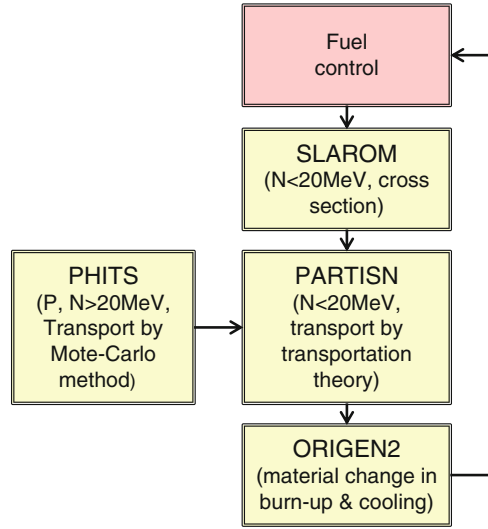 Fuel
control
SLAROM
(N<20MeV, cross
section)
PHITS
(P, N>20MeV,
Transport by
Mote-Carlo
method)
PARTISN
(N<20MeV,
transport by
transportation
theory)
ORIGEN2
(material change in
burn-up & cooling)